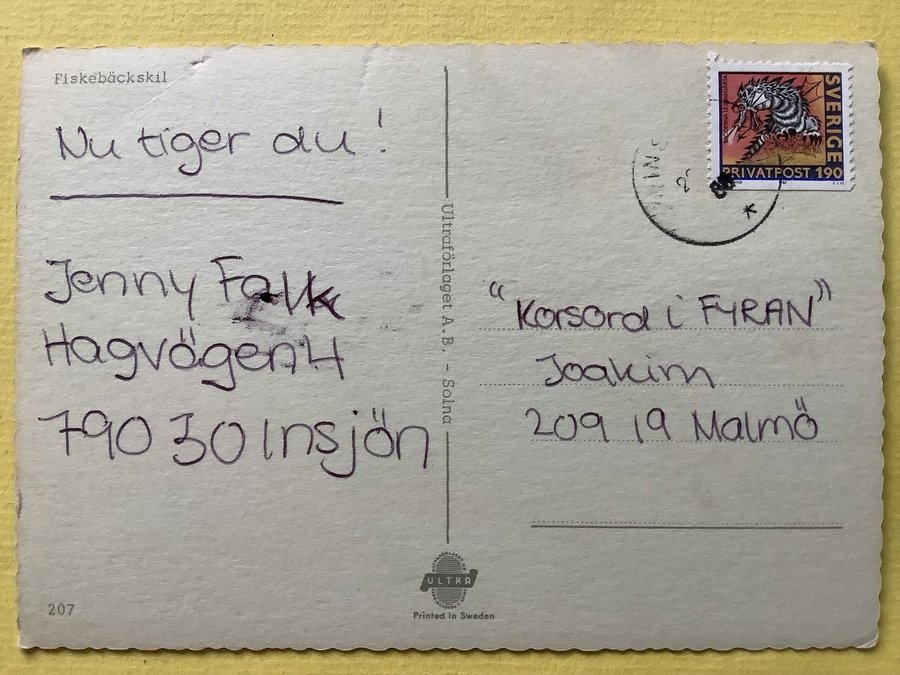 Fiskebäckskil
Nu tiger du!
Jenny Falk
Hagvägen 4
790 30 Insjön
207
Ultraförlaget A.B. - Solna
ULTRA
Printed in Sweden
SVERIGE
PRIVATPOST 190
"Korsord i FYRAN"
Joakim
209 19 Malmö